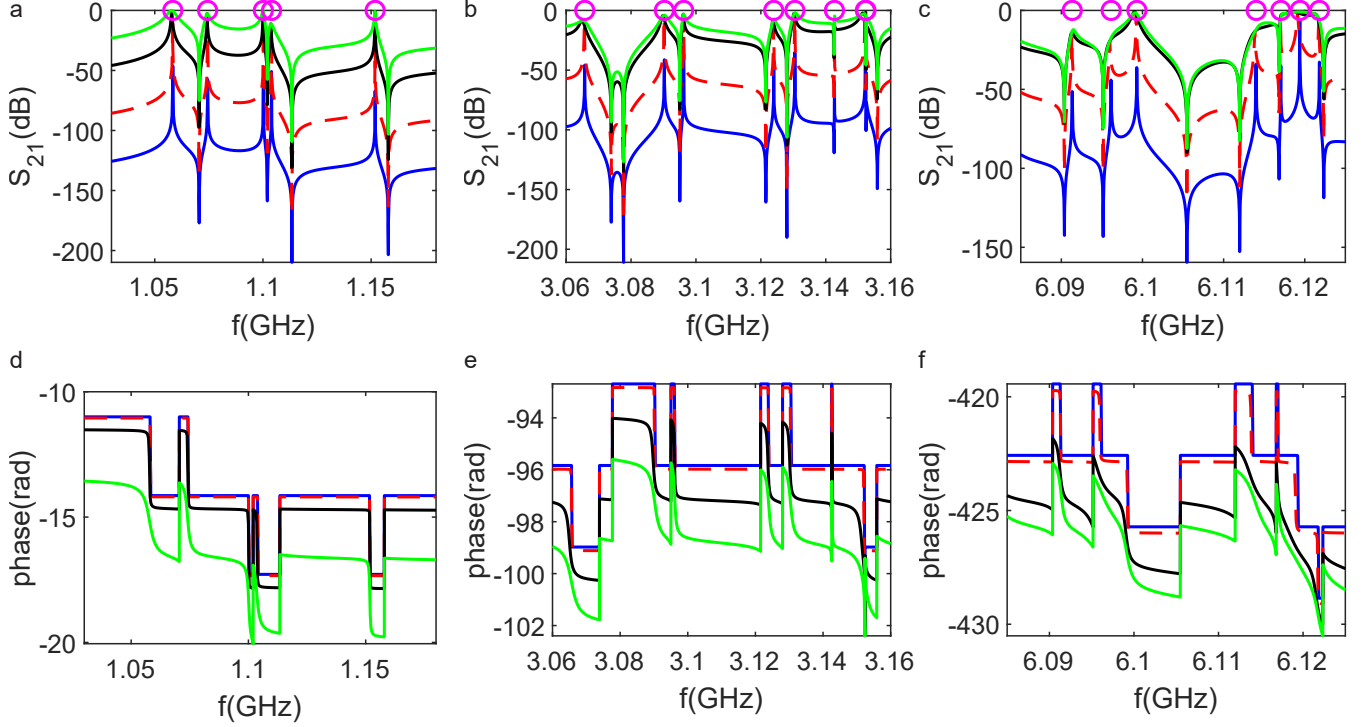 a
0
-50
-100
-150
-200
S21(dB)
1.05 1.1 1.15
f(GHz)
b
0
-50
-100
-150
-200
S21(dB)
3.06 3.08 3.1 3.12 3.14 3.16
f(GHz)
c
0
-50
-100
-150
S21(dB)
6.09 6.1 6.11 6.12
f(GHz)
d
-10
-15
-20
phase(rad)
1.05 1.1 1.15
f(GHz)
e
-94
-96
-98
-100
-102
phase(rad)
3.06 3.08 3.1 3.12 3.14 3.16
f(GHz)
f
-420
-425
-430
phase(rad)
6.09 6.1 6.11 6.12
f(GHz)